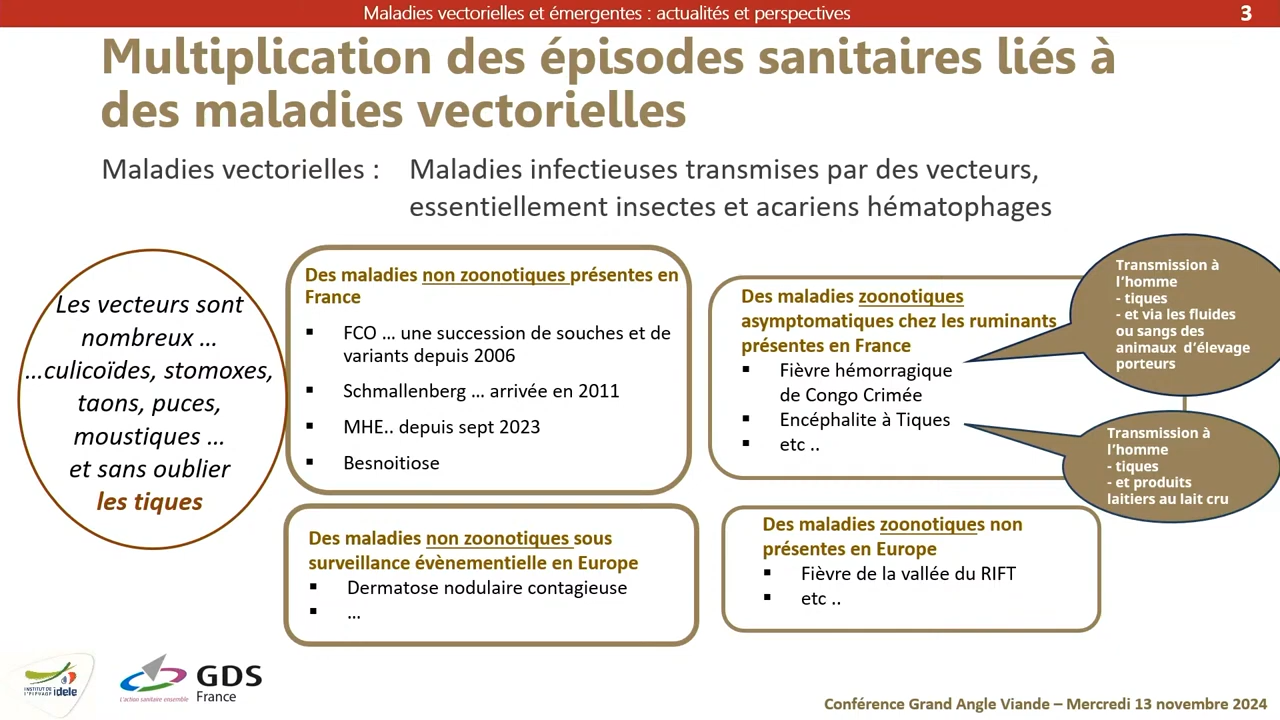 Maladies vectorielles et émergentes : actualités et perspectives
3
Multiplication des épisodes sanitaires liés à
des maladies vectorielles
Maladies vectorielles : Maladies infectieuses transmises par des vecteurs,
essentiellement insectes et acariens hématophages
Les vecteurs sont
nombreux ...
...culicoïdes, stomoxes,
taons, puces,
moustiques ...
et sans oublier
les tiques
Des maladies non zoonotiques présentes en
France
▪ FCO ... une succession de souches et de
variants depuis 2006
▪ Schmallenberg ... arrivée en 2011
▪ MHE.. depuis sept 2023
▪ Besnoitiose
Des maladies zoonotiques
asymptomatiques chez les ruminants
présentes en France
▪ Fièvre hémorragique
de Congo Crimée
▪ Encéphalite à Tiques
▪ etc ..
Transmission à
l'homme
- tiques
- et via les fluides
ou sangs des
animaux d'élevage
porteurs
Transmission à
l'homme
- tiques
- et produits
laitiers au lait cru
Des maladies non zoonotiques sous
surveillance évènementielle en Europe
▪ Dermatose nodulaire contagieuse
▪ ...
Des maladies zoonotiques non
présentes en Europe
▪ Fièvre de la vallée du RIFT
▪ etc ..
INSTITUT DE
L'ELEVAGE idele
L'action sanitaire ensemble
GDS
France
Conférence Grand Angle Viande – Mercredi 13 novembre 2024